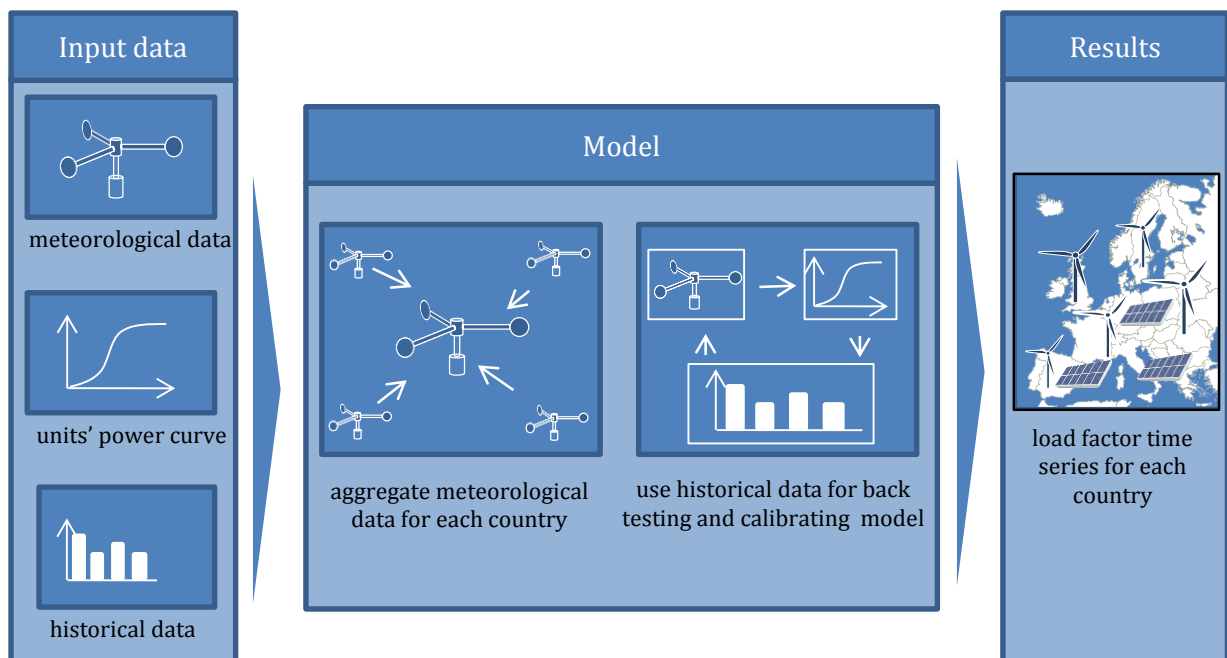 Input data
meteorological data
units’ power curve
historical data
Model
aggregate meteorological
data for each country
use historical data for back
testing and calibrating  model
Results
load factor time
series for each
country